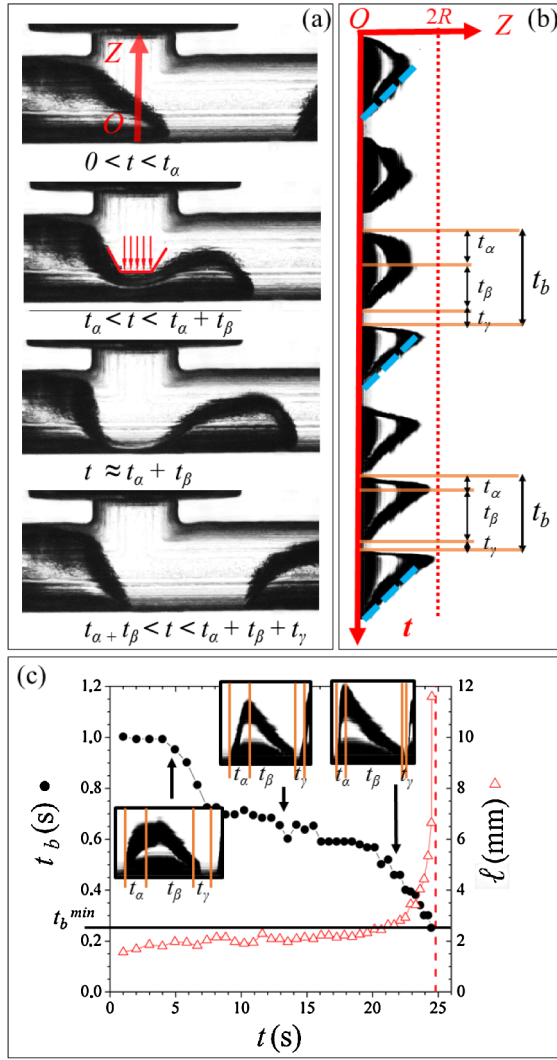 (a)
Z
O
0 < t < tα
tα < t < tα + tβ
t ≈ tα + tβ
tα + tβ < t < tα + tβ + tγ
(b)
O
2R
Z
tα
tβ
tγ
tb
tα
tβ
tγ
tb
t
(c)
1,2
1,0
0,8
0,6
0,4
tb min
0,2
0,0
t b (s)
tα tβ tγ
tα tβ tγ
tα tβ tγ
12
10
8
6
4
2
0
ℓ (mm)
0 5 10 15 20 25
t (s)